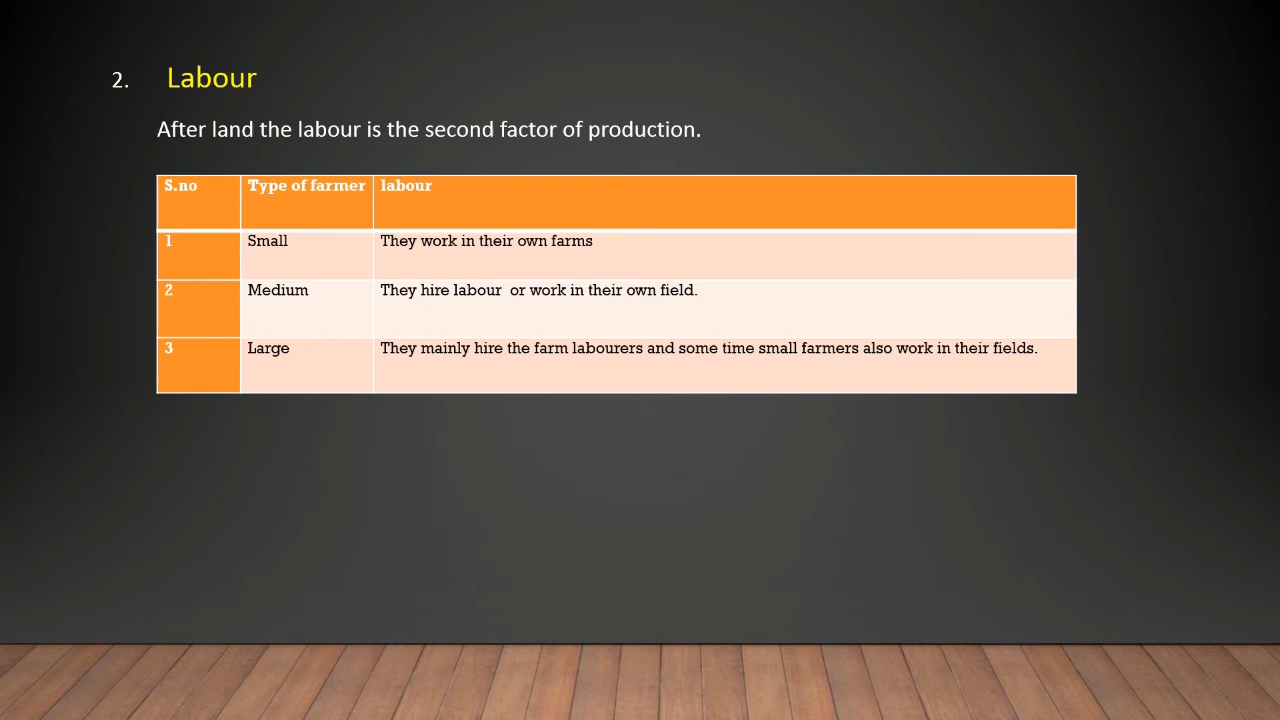 2. Labour
After land the labour is the second factor of production.
S.no Type of farmer labour
1 Small They work in their own farms
2 Medium They hire labour or work in their own field.
3 Large They mainly hire the farm labourers and some time small farmers also work in their fields.